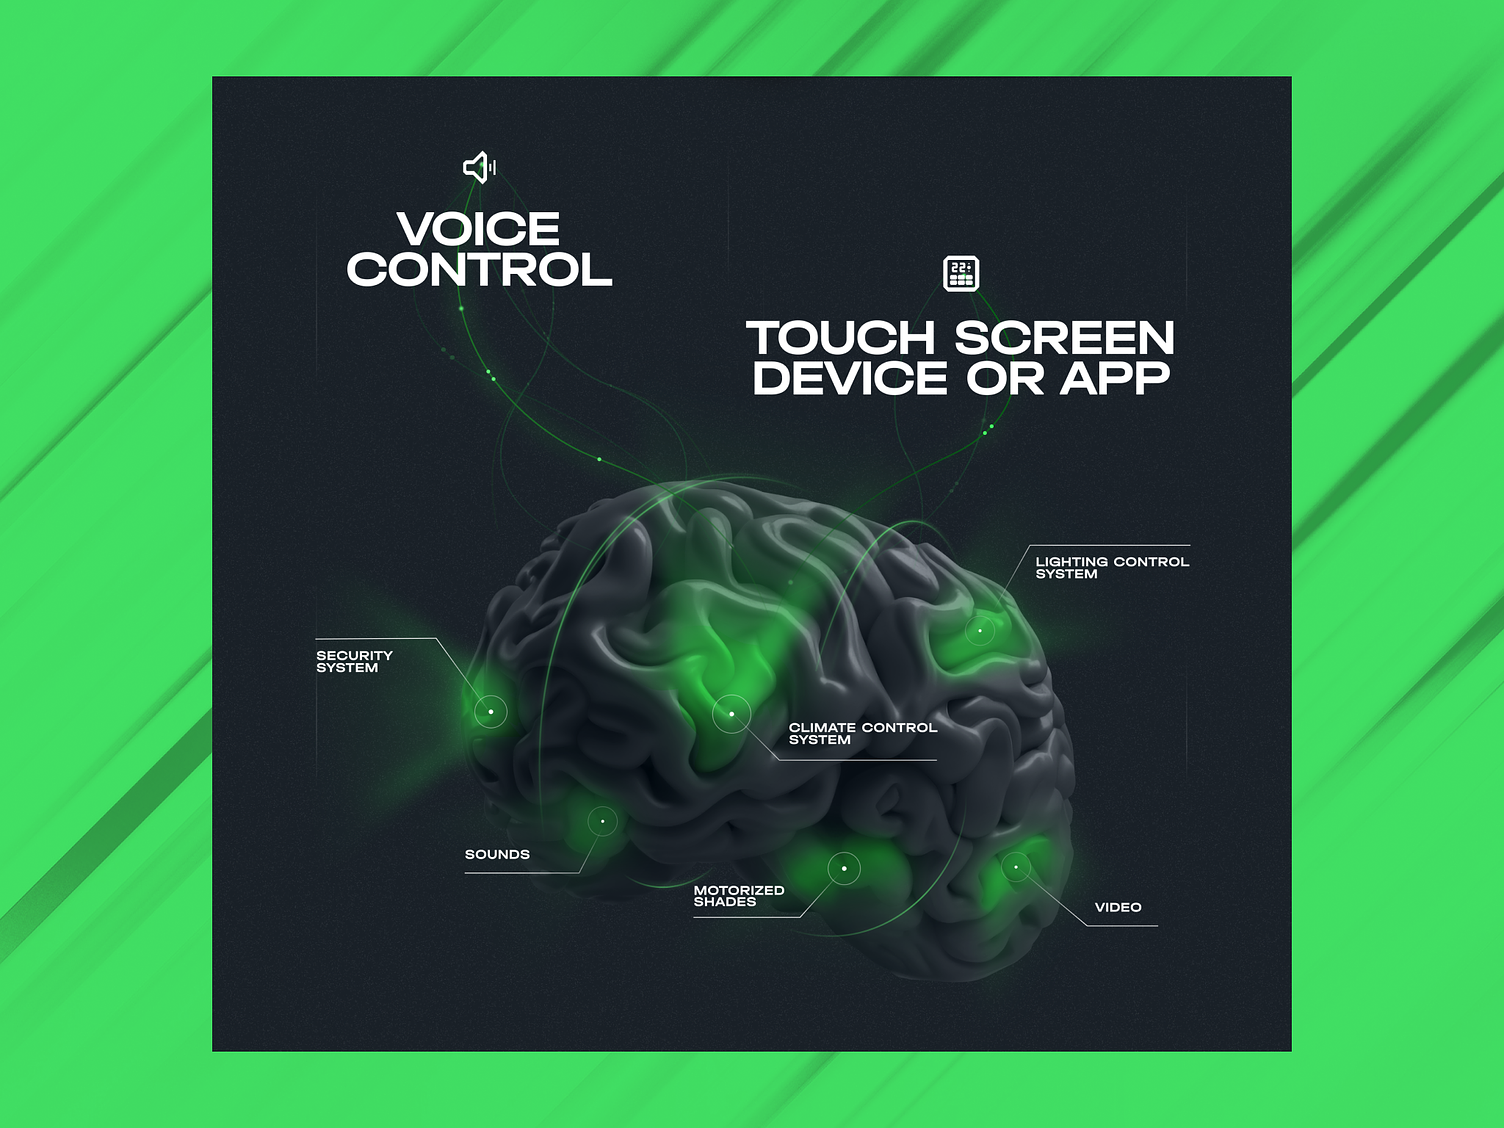 VOICE
CONTROL
22°
TOUCH SCREEN
DEVICE OR APP
LIGHTING CONTROL
SYSTEM
SECURITY
SYSTEM
CLIMATE CONTROL
SYSTEM
SOUNDS
MOTORIZED
SHADES
VIDEO